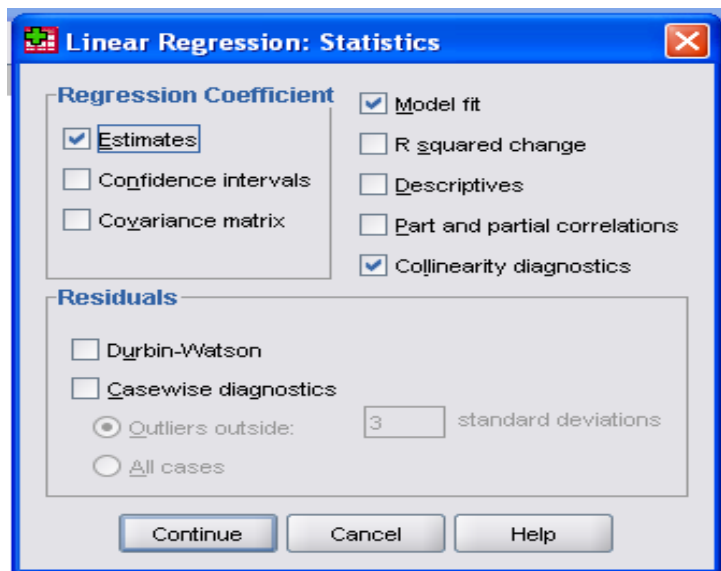 Linear Regression: Statistics
Regression Coefficient
Estimates
Confidence intervals
Covariance matrix
Model fit
R squared change
Descriptives
Part and partial correlations
Collinearity diagnostics
Residuals
Durbin-Watson
Casewise diagnostics
Outliers outside: 3 standard deviations
All cases
Continue Cancel Help